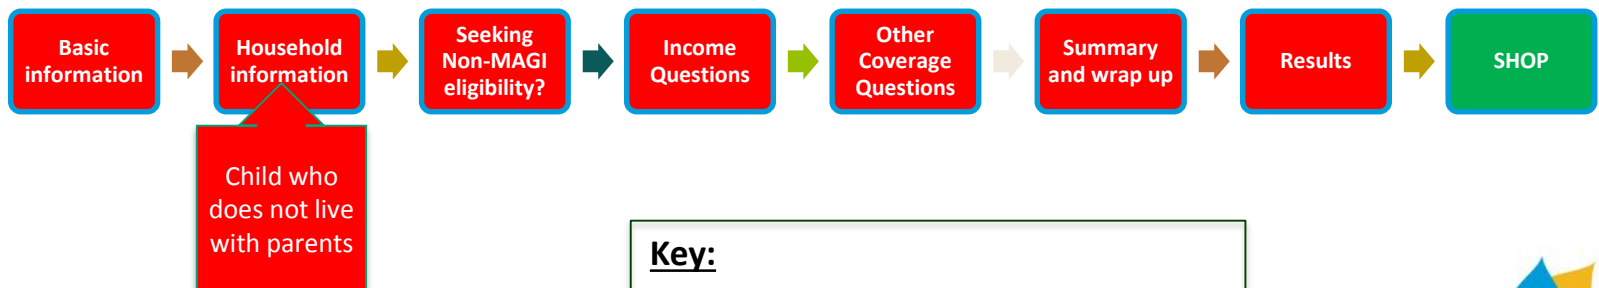 Basic
information
Household
information
Seeking
Non-MAGI
eligibility?
Income
Questions
Other
Coverage
Questions
Summary
and wrap up
Results
SHOP
Child who
does not live
with parents
Key: